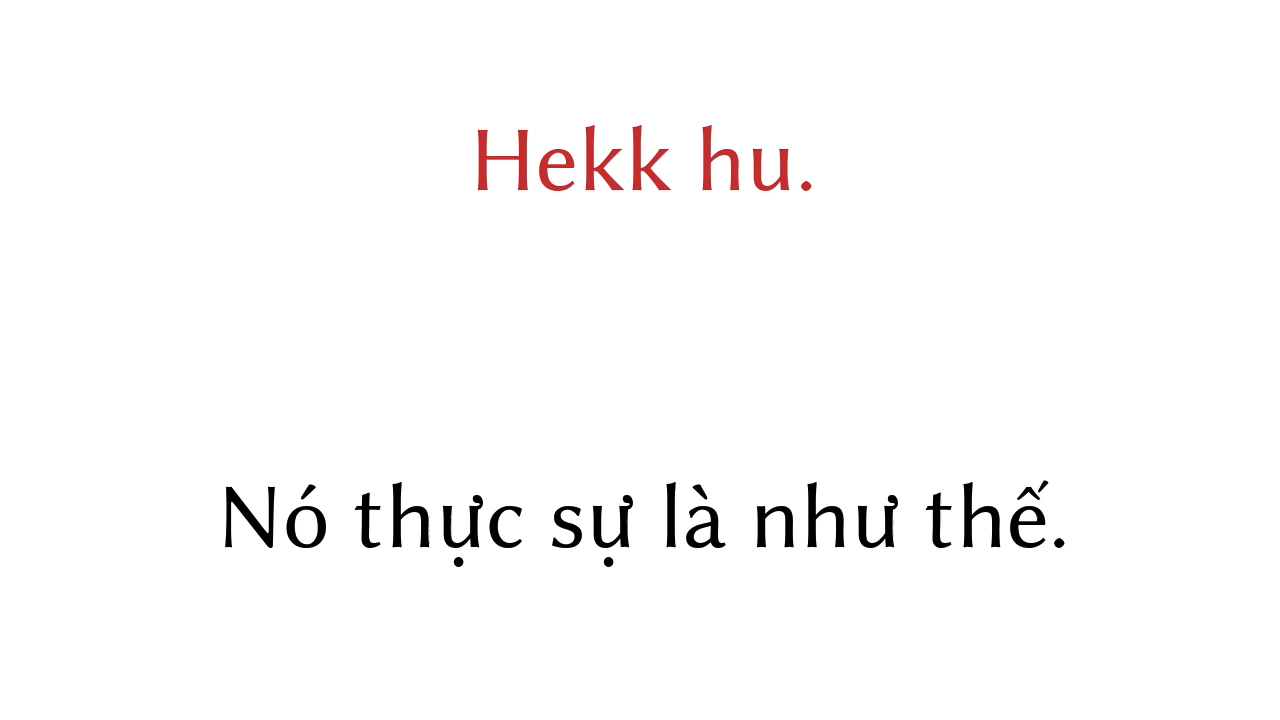 Hekk hu.
Nó thực sự là như thế.